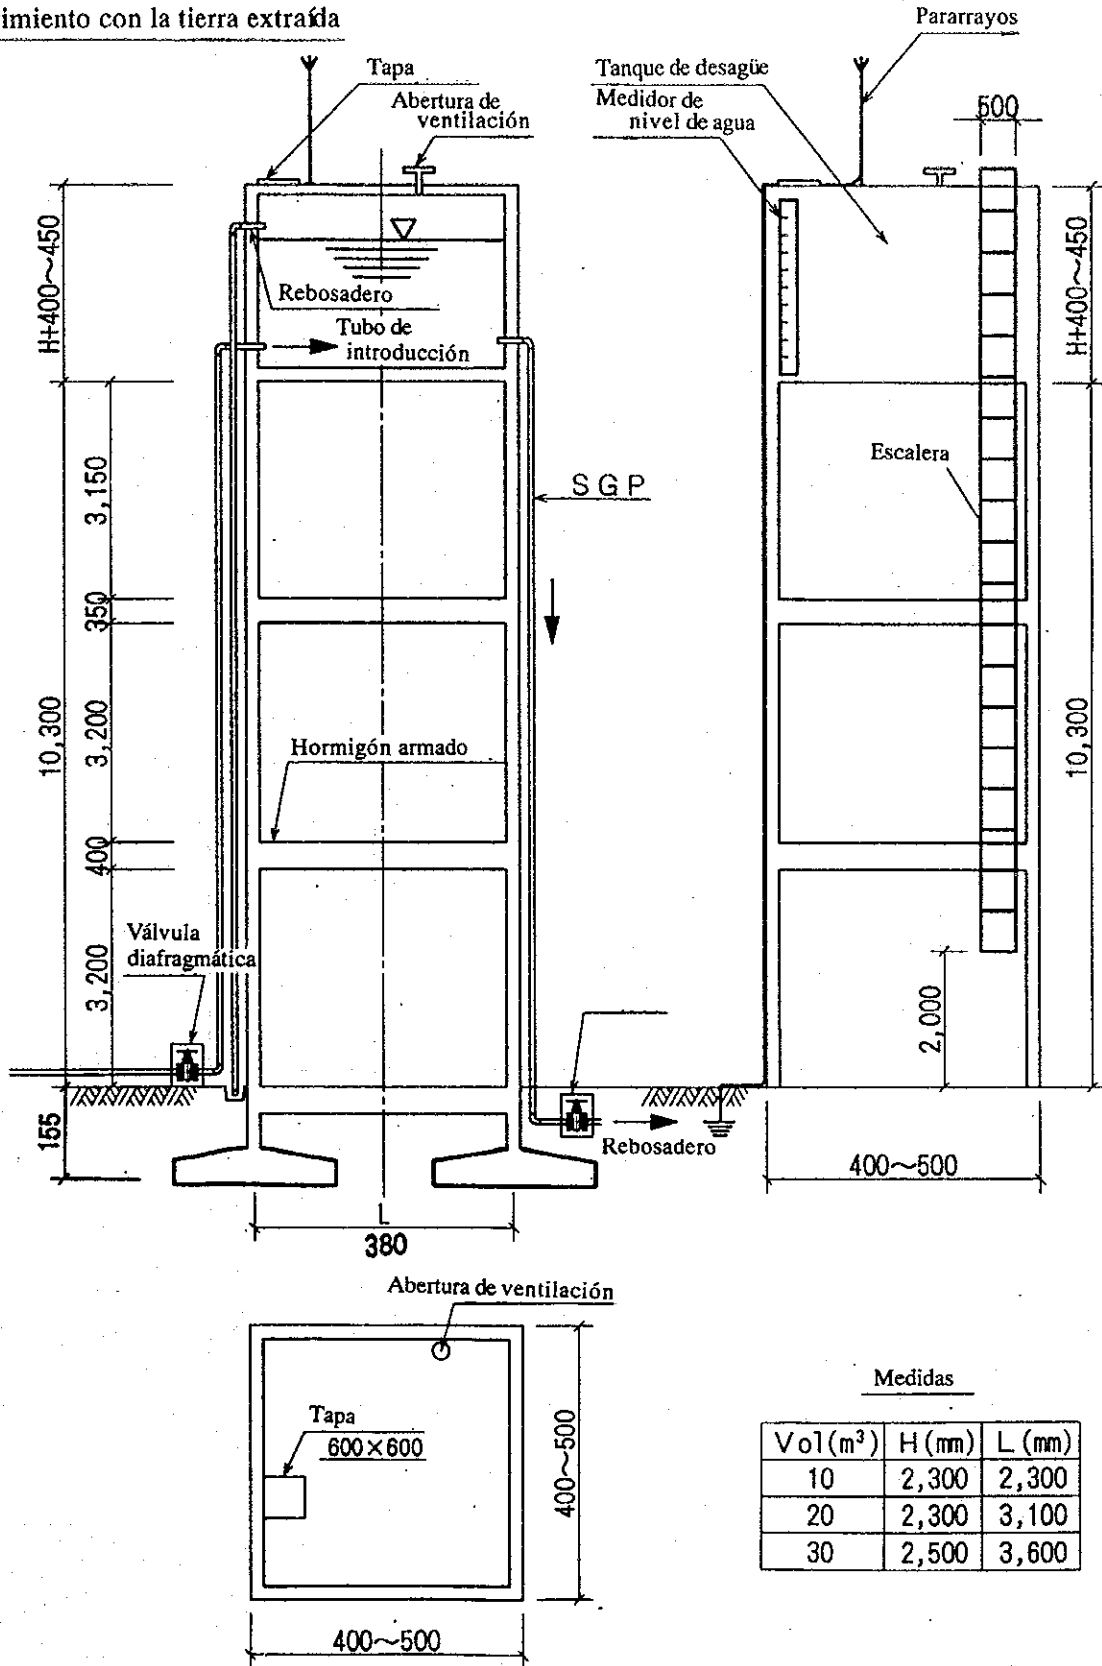 imiento con la tierra extraída
Pararrayos
Tapa
Abertura de
ventilación
Tanque de desagüe
Medidor de
nivel de agua
500
H+400~450
Rebosadero
Tubo de
introducción
H+400~450
3,150
SGP
Escalera
350
10,300
3,200
Hormigón armado
10,300
400
Válvula
diafragmática
3,200
2,000
155
Rebosadero
400~500
L
380
Abertura de ventilación
Tapa
600×600
400~500
400~500
Medidas
Vol(m³) H(mm) L(mm)
10 2,300 2,300
20 2,300 3,100
30 2,500 3,600